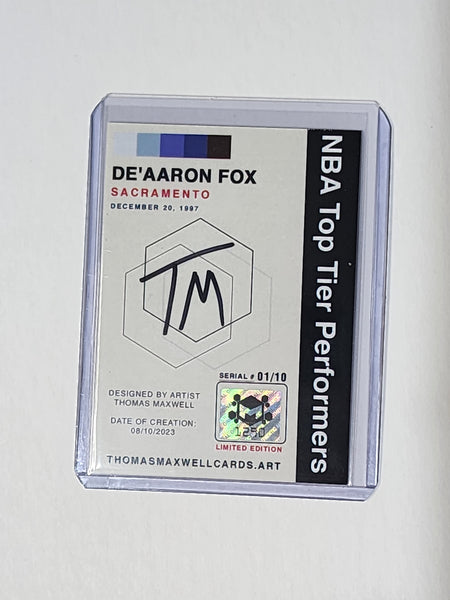 DE'AARON FOX
SACRAMENTO
DECEMBER 20, 1997
TM
SERIAL # 01/10
DESIGNED BY ARTIST
THOMAS MAXWELL
1250
DATE OF CREATION:
08/10/2023
LIMITED EDITION
THOMASMAXWELLCARDS.ART
NBA Top Tier Performers